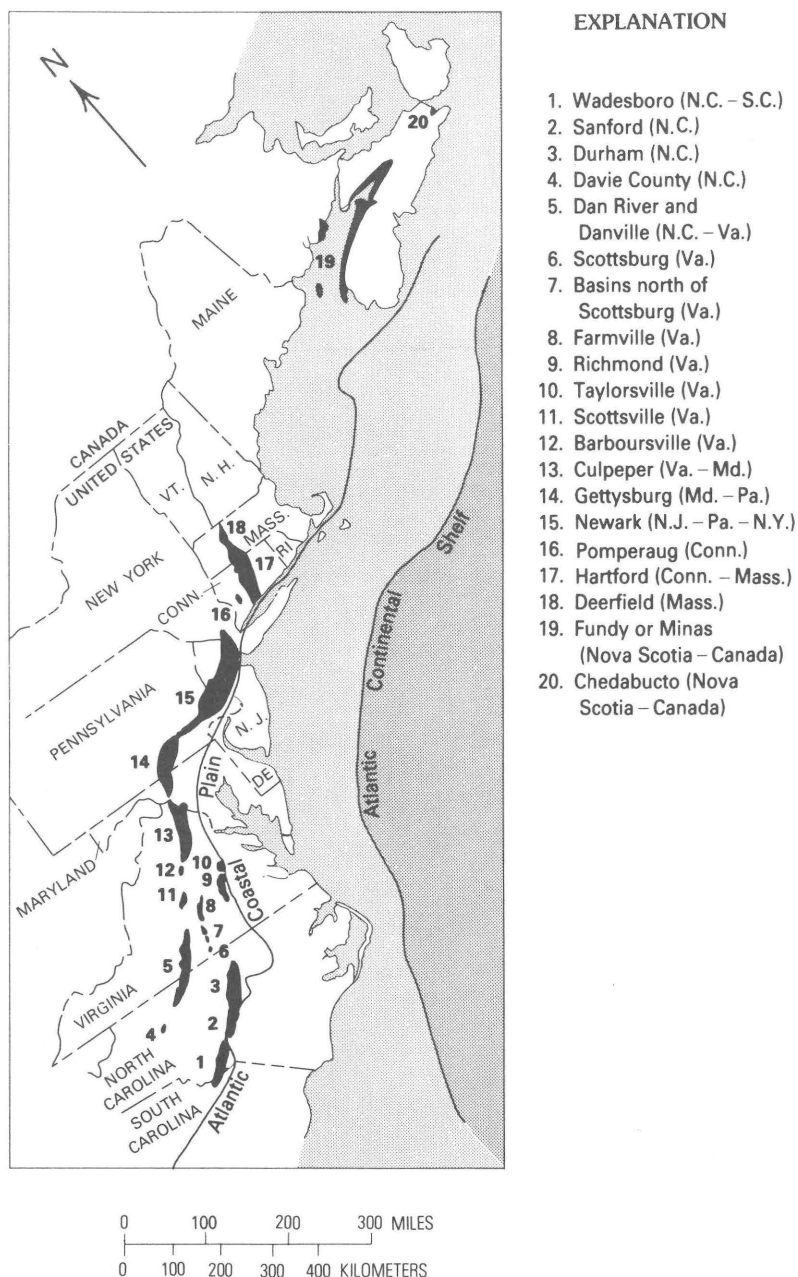 EXPLANATION
1. Wadesboro (N.C. – S.C.)
2. Sanford (N.C.)
3. Durham (N.C.)
4. Davie County (N.C.)
5. Dan River and
Danville (N.C. – Va.)
6. Scottsburg (Va.)
7. Basins north of
Scottsburg (Va.)
8. Farmville (Va.)
9. Richmond (Va.)
10. Taylorsville (Va.)
11. Scottsville (Va.)
12. Barboursville (Va.)
13. Culpeper (Va. – Md.)
14. Gettysburg (Md. – Pa.)
15. Newark (N.J. – Pa. – N.Y.)
16. Pomperaug (Conn.)
17. Hartford (Conn. – Mass.)
18. Deerfield (Mass.)
19. Fundy or Minas
(Nova Scotia – Canada)
20. Chedabucto (Nova
Scotia – Canada)
N
20
19
MAINE
CANADA
UNITED STATES
VT.
N. H.
18
MASS.
17
RI
NEW YORK
CONN
16
Shelf
Continental
Atlantic
PENNSYLVANIA
15
N. J.
14
Plain
DE
13
MARYLAND
12
10
9
Coastal
11
8
7
6
5
3
VIRGINIA
2
4
1
NORTH
CAROLINA
SOUTH
CAROLINA
Atlantic
0 100 200 300 MILES
0 100 200 300 400 KILOMETERS